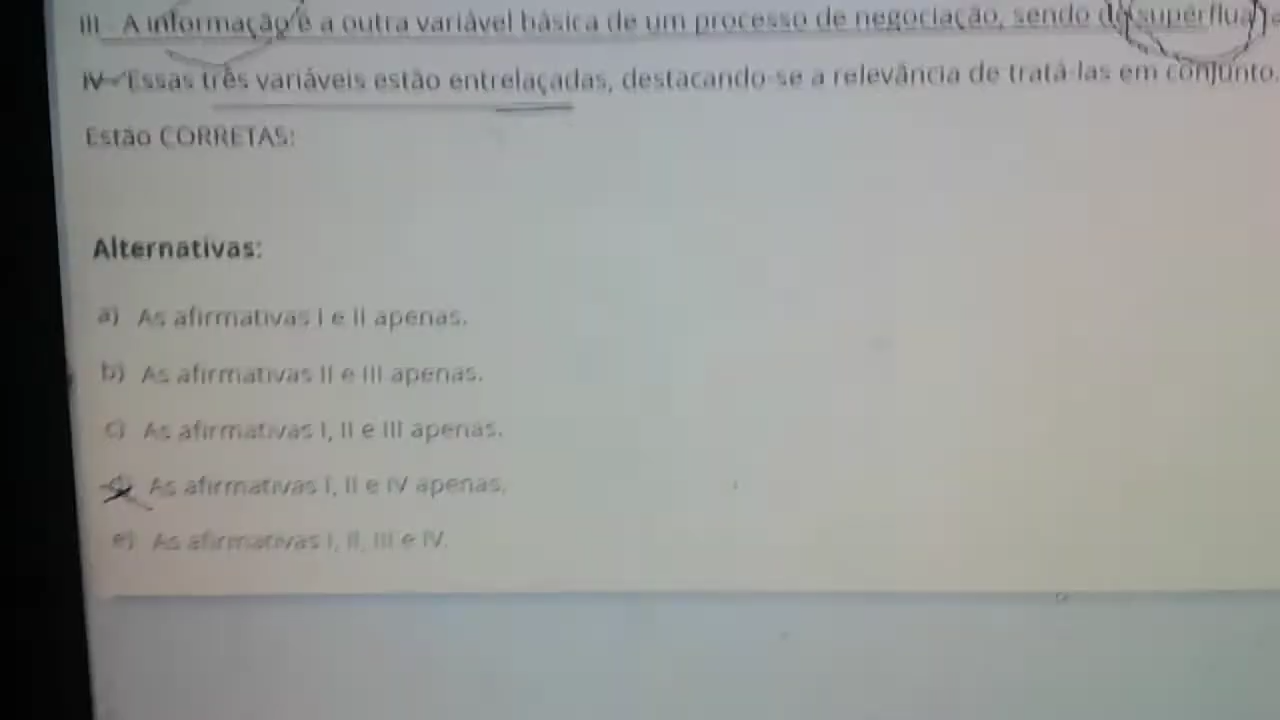 III A informação é a outra variável básica de um processo de negociação, sendo supérflua
IV Essas três variáveis estão entrelaçadas, destacando-se a relevância de tratá-las em conjunto.
Estão CORRETAS:
Alternativas:
a) As afirmativas I e II apenas.
b) As afirmativas II e III apenas.
c) As afirmativas I, II e III apenas.
d) As afirmativas I, II e IV apenas.
e) As afirmativas I, II, III e IV.